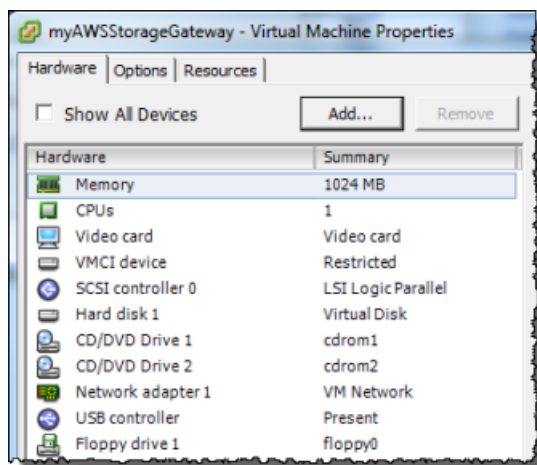 myAWSStorageGateway - Virtual Machine Properties
Hardware Options Resources
Show All Devices Add... Remove
Hardware Summary
Memory 1024 MB
CPUs 1
Video card Video card
VMCI device Restricted
SCSI controller 0 LSI Logic Parallel
Hard disk 1 Virtual Disk
CD/DVD Drive 1 cdrom1
CD/DVD Drive 2 cdrom2
Network adapter 1 VM Network
USB controller Present
Floppy drive 1 floppy0